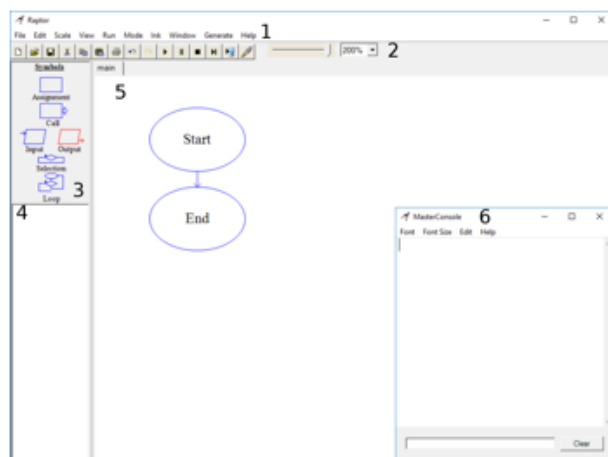 Raptor
File Edit Scale View Run Mode Ink Window Generate Help 1
200% 2
Symbols
main
Assignment
Call
Input Output
Selection
Loop
3
4
5
Start
End
MasterConsole 6
Font Font Size Edit Help
Clear